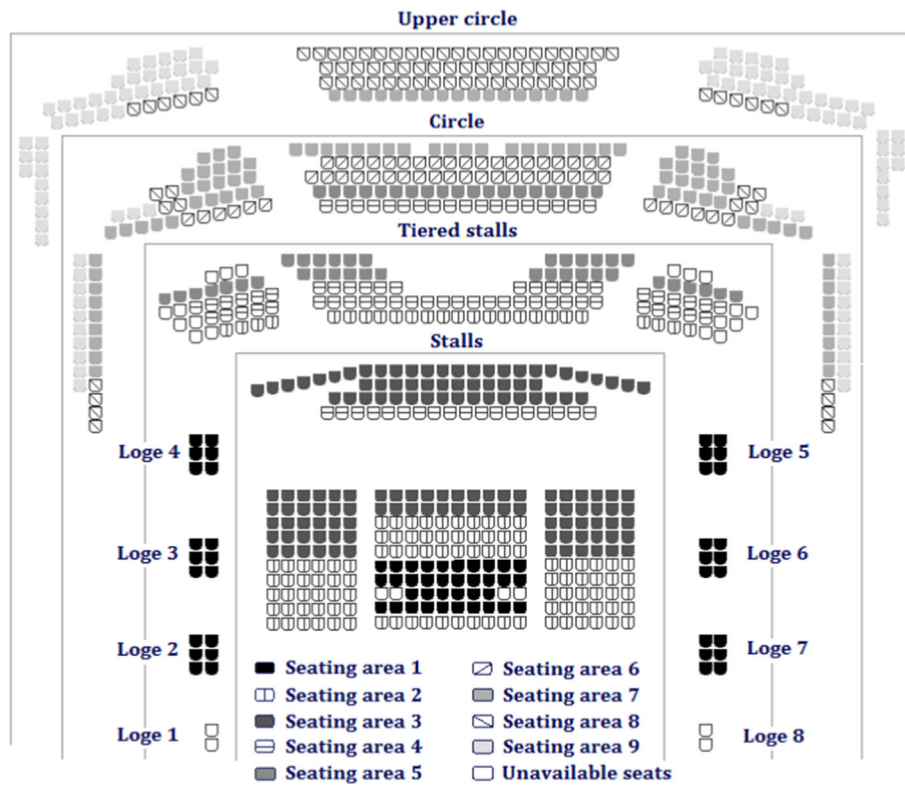 Upper circle
Circle
Tiered stalls
Stalls
Loge 4
Loge 5
Loge 3
Loge 6
Loge 2
Loge 7
Loge 1
Loge 8
Seating area 1
Seating area 2
Seating area 3
Seating area 4
Seating area 5
Seating area 6
Seating area 7
Seating area 8
Seating area 9
Unavailable seats